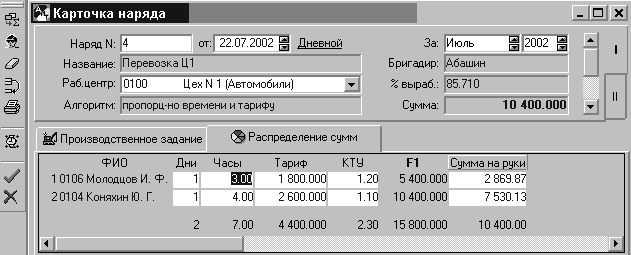 Карточка наряда
Наряд N: 4 от: 22.07.2002 Дневной За: Июль 2002 I
Название: Перевозка Ц1 Бригадир: Абашин
Раб.центр: 0100 Цех N 1 (Автомобили) % выраб.: 85.710 II
Алгоритм: пропорц-но времени и тарифу Сумма: 10 400.000
Производственное задание Распределение сумм
ФИО Дни Часы Тариф КТУ F1 Сумма на руки
1 0106 Молодцов И. Ф. 1 3.00 1 800.000 1.20 5 400.000 2 869.87
2 0104 Коняхин Ю. Г. 1 4.00 2 600.000 1.10 10 400.000 7 530.13
2 7.00 4 400.000 2.30 15 800.000 10 400.00